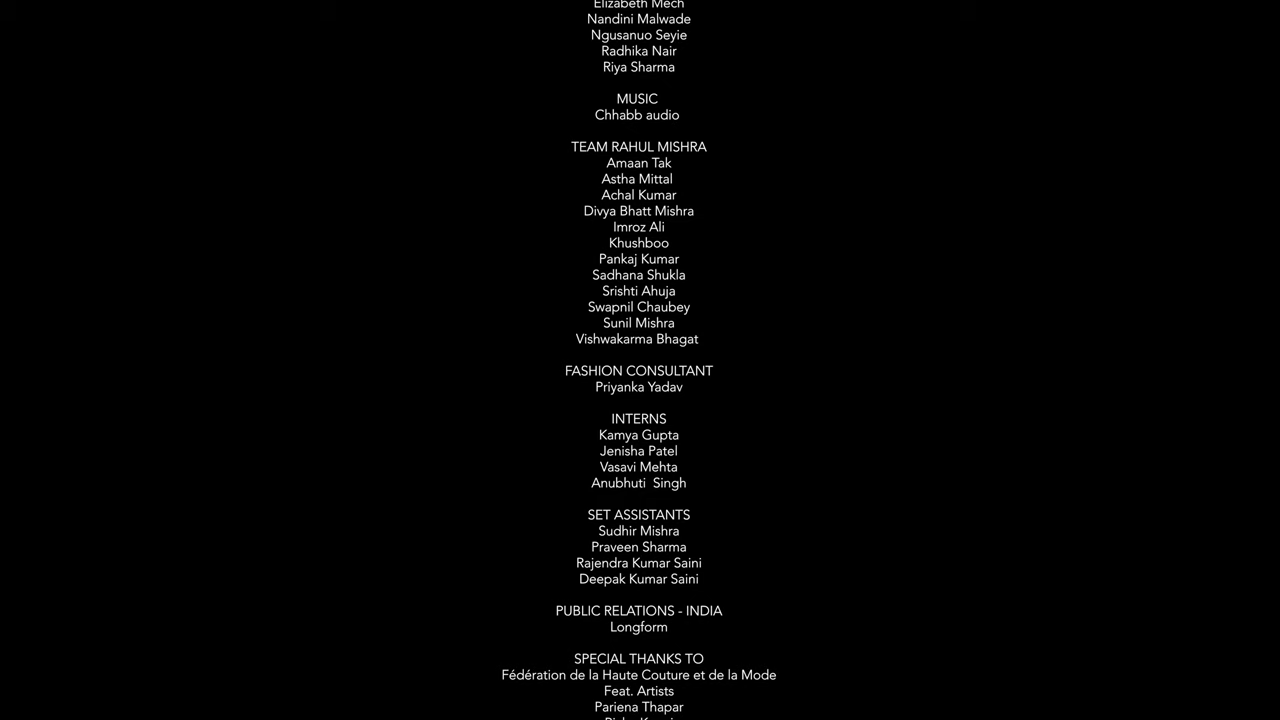 Elizabeth Mech
Nandini Malwade
Ngusanuo Seyie
Radhika Nair
Riya Sharma
MUSIC
Chhabb audio
TEAM RAHUL MISHRA
Amaan Tak
Astha Mittal
Achal Kumar
Divya Bhatt Mishra
Imroz Ali
Khushboo
Pankaj Kumar
Sadhana Shukla
Srishti Ahuja
Swapnil Chaubey
Sunil Mishra
Vishwakarma Bhagat
FASHION CONSULTANT
Priyanka Yadav
INTERNS
Kamya Gupta
Jenisha Patel
Vasavi Mehta
Anubhuti  Singh
SET ASSISTANTS
Sudhir Mishra
Praveen Sharma
Rajendra Kumar Saini
Deepak Kumar Saini
PUBLIC RELATIONS - INDIA
Longform
SPECIAL THANKS TO
Fédération de la Haute Couture et de la Mode
Feat. Artists
Pariena Thapar